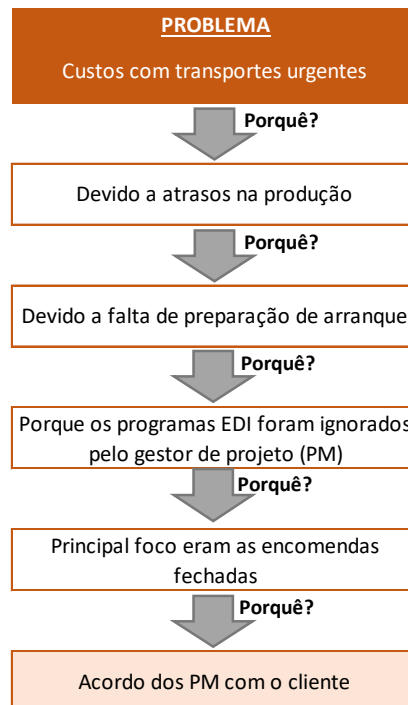 PROBLEMA
Custos com transportes urgentes
Porquê?
Devido a atrasos na produção
Porquê?
Devido a falta de preparação de arranque
Porquê?
Porque os programas EDI foram ignorados
pelo gestor de projeto (PM)
Porquê?
Principal foco eram as encomendas
fechadas
Porquê?
Acordo dos PM com o cliente